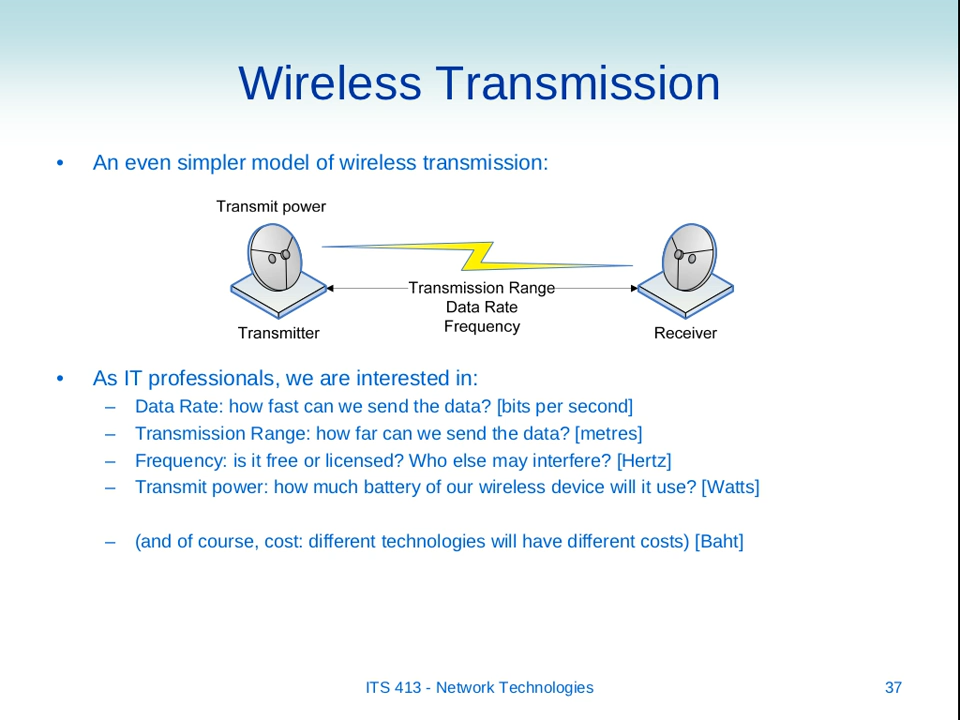 Wireless Transmission
• An even simpler model of wireless transmission:
Transmit power
Transmission Range
Data Rate
Frequency
Transmitter
Receiver
• As IT professionals, we are interested in:
– Data Rate: how fast can we send the data? [bits per second]
– Transmission Range: how far can we send the data? [metres]
– Frequency: is it free or licensed? Who else may interfere? [Hertz]
– Transmit power: how much battery of our wireless device will it use? [Watts]
– (and of course, cost: different technologies will have different costs) [Baht]
ITS 413 - Network Technologies
37